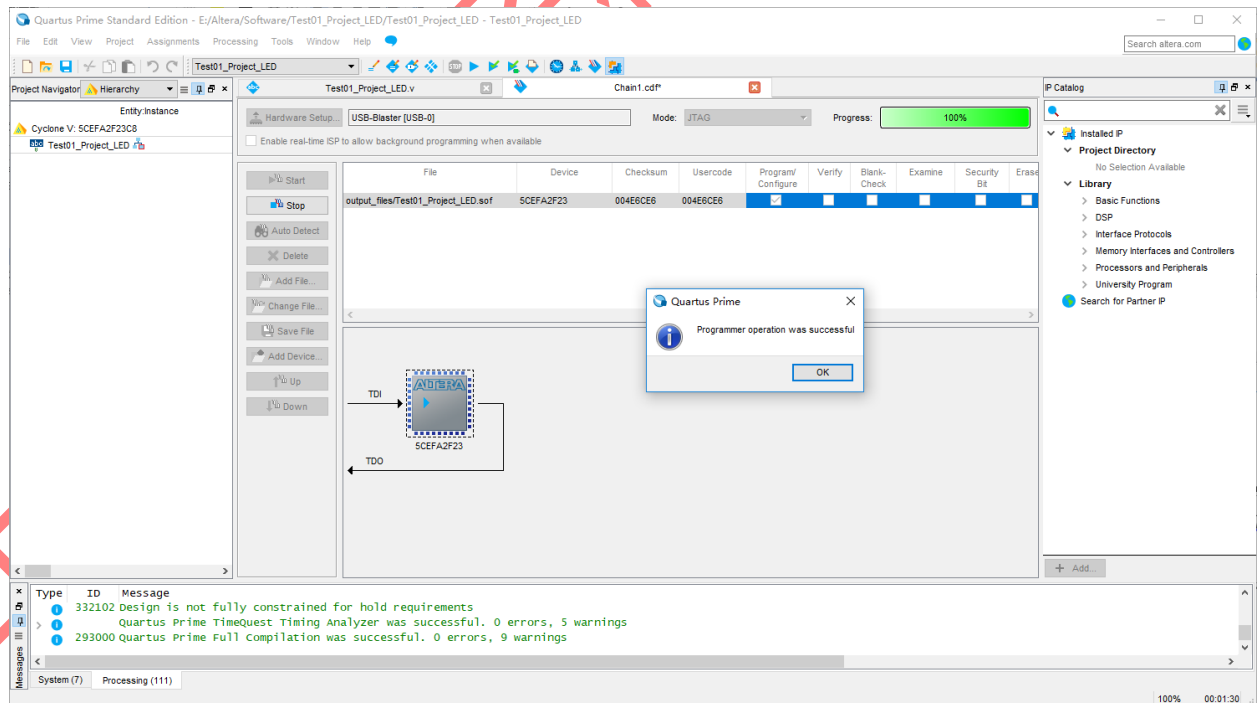 Quartus Prime Standard Edition - E:/Altera/Software/Test01_Project_LED/Test01_Project_LED - Test01_Project_LED
File Edit View Project Assignments Processing Tools Window Help
Search altera.com
Test01_Project_LED
Project Navigator Hierarchy
Test01_Project_LED.v
Chain1.cdf*
IP Catalog
Entity:Instance
Cyclone V: 5CEFA2F23C8
Test01_Project_LED
Hardware Setup...
USB-Blaster [USB-0]
Mode: JTAG
Progress: 100%
Enable real-time ISP to allow background programming when available
Start
Stop
Auto Detect
Delete
Add File...
Change File...
Save File
Add Device...
Up
Down
File Device Checksum Usercode Program/ Verify Blank- Examine Security Erase
Configure Check Bit
output_files/Test01_Project_LED.sof 5CEFA2F23 004E6CE6 004E6CE6
Quartus Prime
Programmer operation was successful
OK
TDI
ALTERA
5CEFA2F23
TDO
Installed IP
Project Directory
No Selection Available
Library
Basic Functions
DSP
Interface Protocols
Memory Interfaces and Controllers
Processors and Peripherals
University Program
Search for Partner IP
+ Add...
Type ID Message
332102 Design is not fully constrained for hold requirements
Quartus Prime TimeQuest Timing Analyzer was successful. 0 errors, 5 warnings
293000 Quartus Prime Full Compilation was successful. 0 errors, 9 warnings
Messages
System (7) Processing (111)
100% 00:01:30